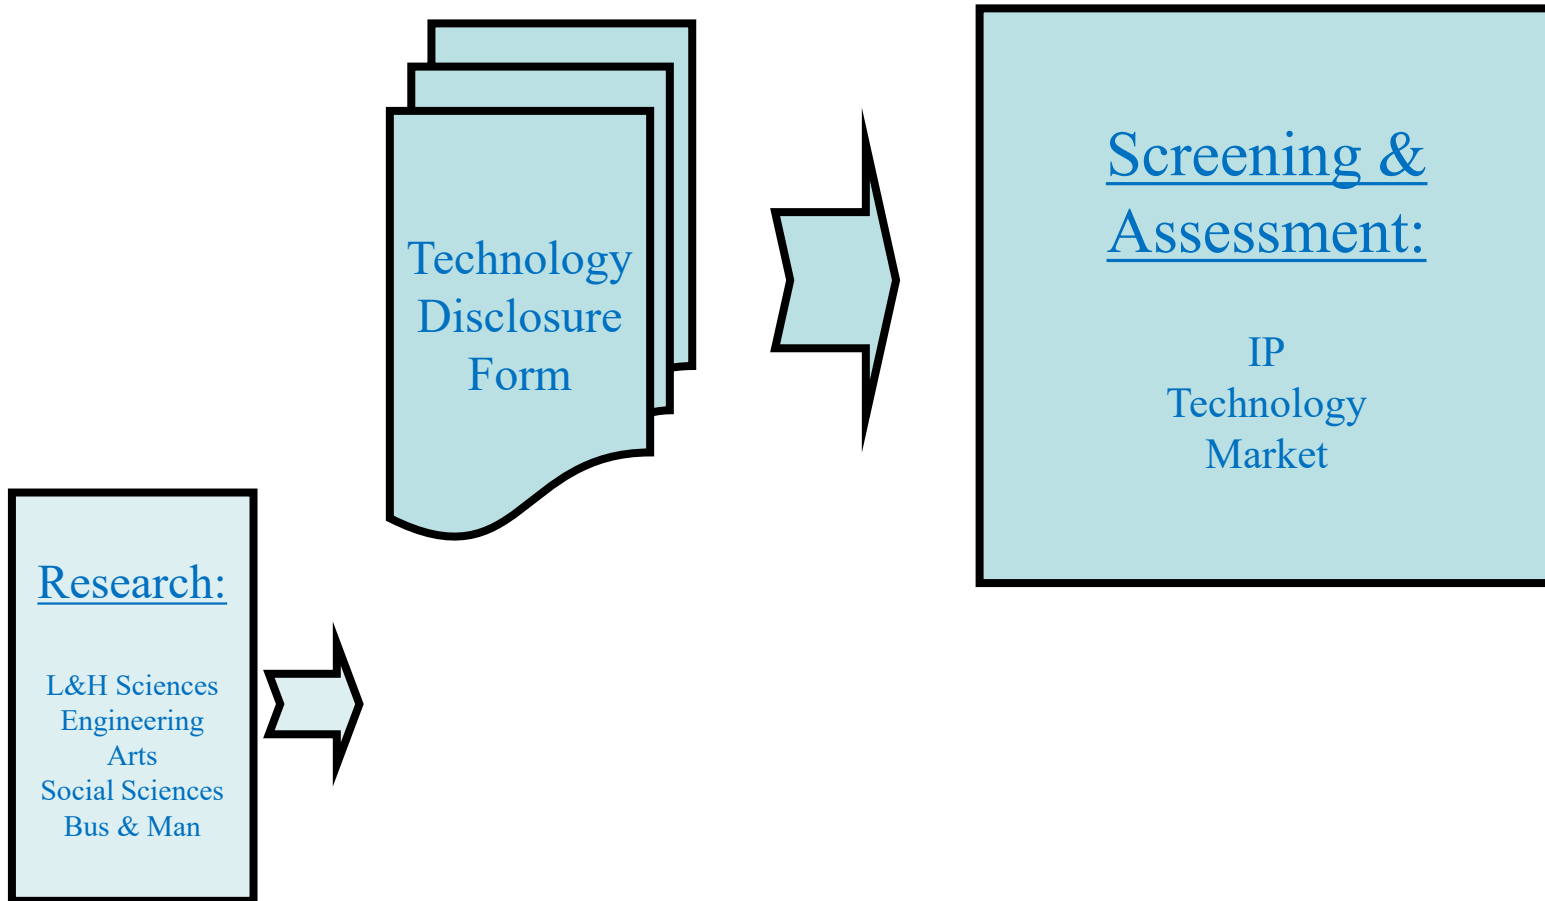 Research:
L&H Sciences
Engineering
Arts
Social Sciences
Bus & Man
Technology
Disclosure
Form
Screening &
Assessment:
IP
Technology
Market